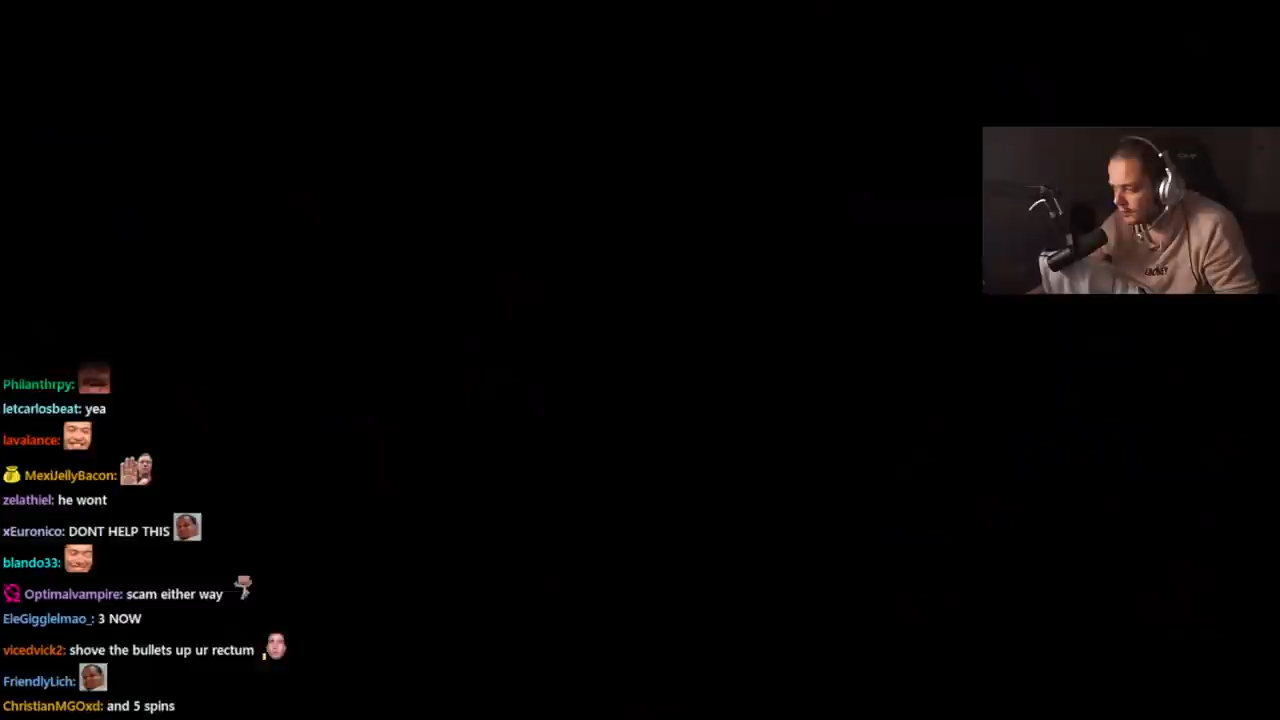 Philanthrpy:
letcarlosbeat: yea
lavalance:
MexiJellyBacon:
zelathiel: he wont
xEuronico: DONT HELP THIS
blando33:
Optimalvampire: scam either way
EleGigglelmao_: 3 NOW
vicedvick2: shove the bullets up ur rectum
FriendlyLich:
ChristianMGOxd: and 5 spins